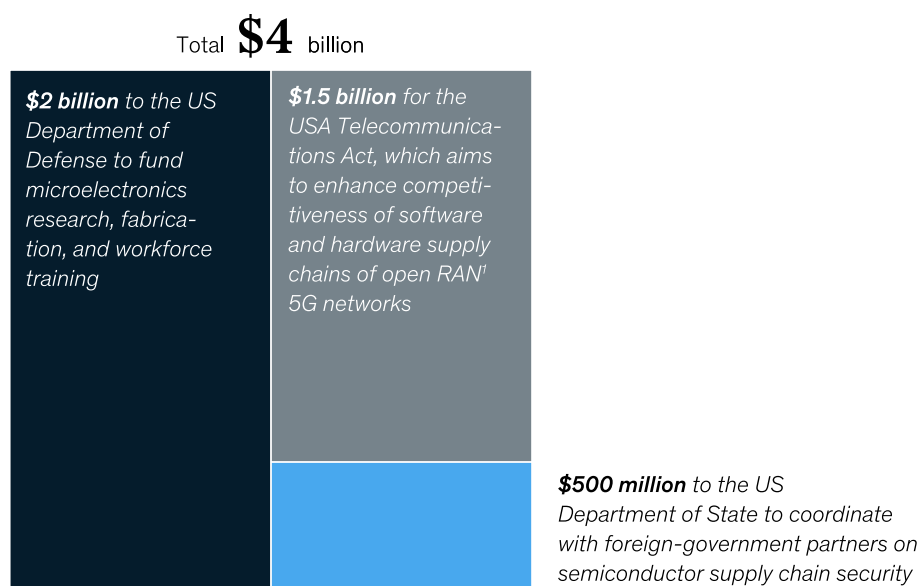 Total $4 billion
$2 billion to the US
Department of
Defense to fund
microelectronics
research, fabrica-
tion, and workforce
training
$1.5 billion for the
USA Telecommunica-
tions Act, which aims
to enhance competi-
tiveness of software
and hardware supply
chains of open RAN¹
5G networks
$500 million to the US
Department of State to coordinate
with foreign-government partners on
semiconductor supply chain security